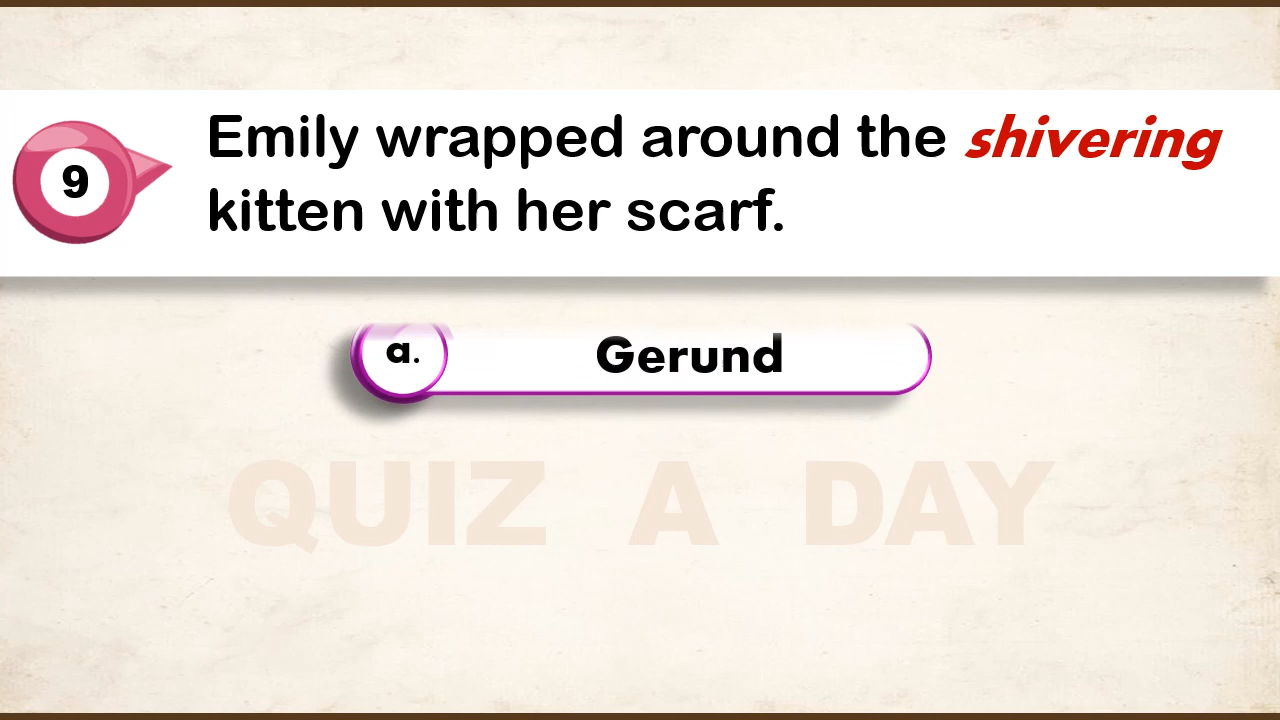 9
Emily wrapped around the shivering
kitten with her scarf.
a. Gerund
QUIZ A DAY